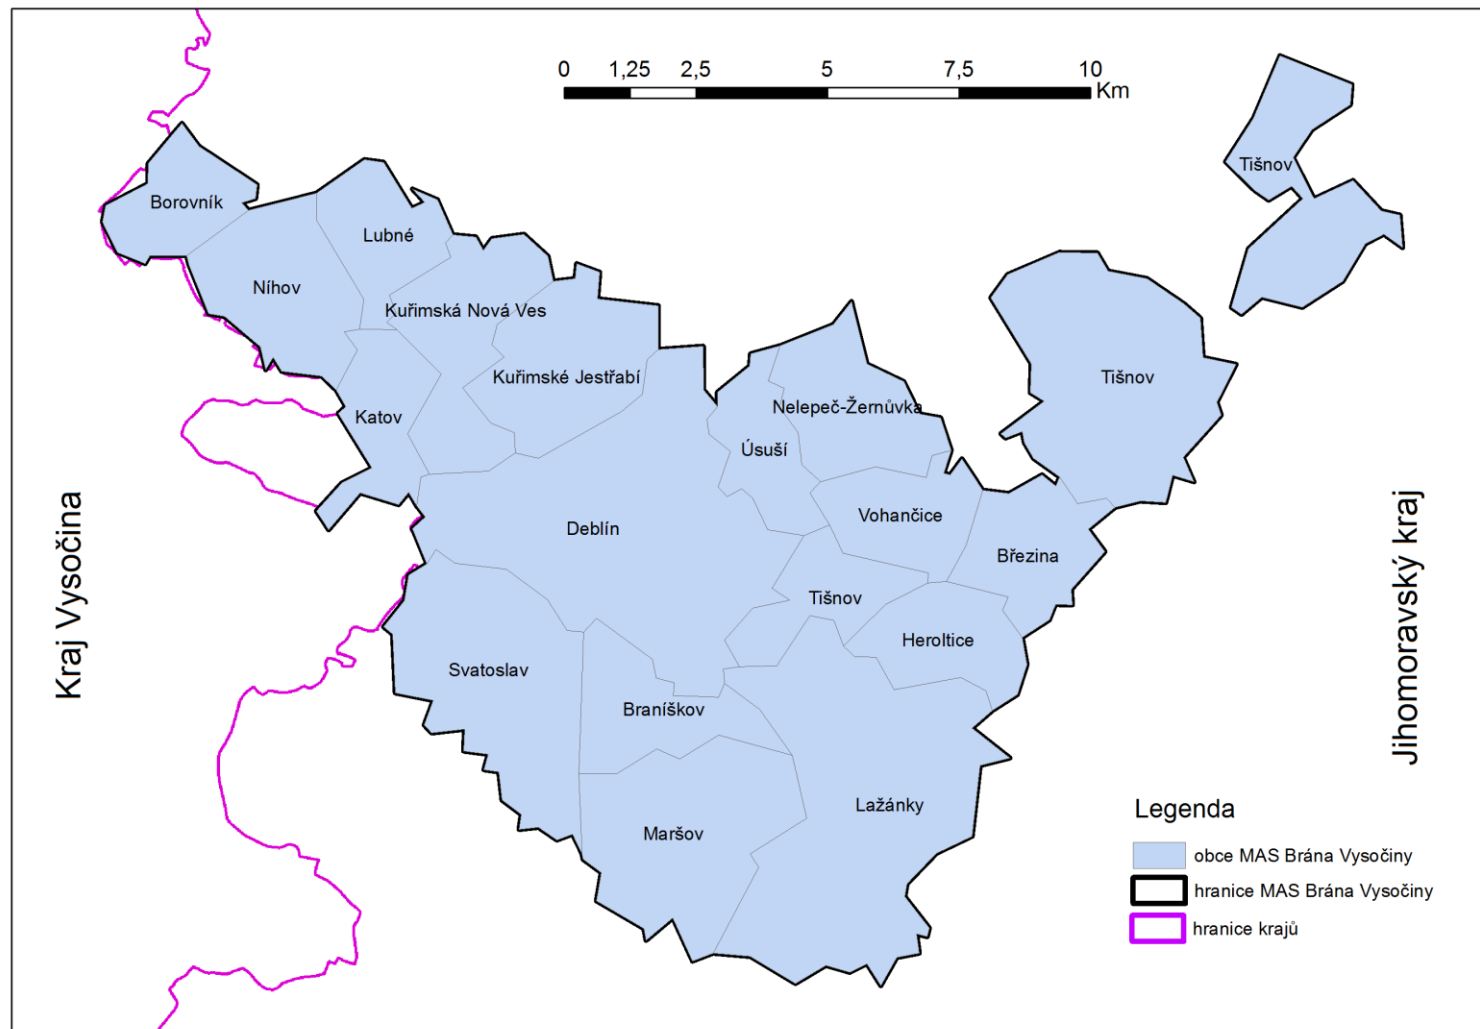 0 1,25 2,5 5 7,5 10
Km
Tišnov
Borovník
Lubné
Níhov
Kuřimská Nová Ves
Kuřimské Jestřabí
Tišnov
Nelepeč-Žernůvka
Katov
Úsuší
Vohančice
Deblín
Březina
Tišnov
Heroltice
Svatoslav
Braníškov
Lažánky
Maršov
Kraj Vysočina
Jihomoravský kraj
Legenda
obce MAS Brána Vysočiny
hranice MAS Brána Vysočiny
hranice krajů